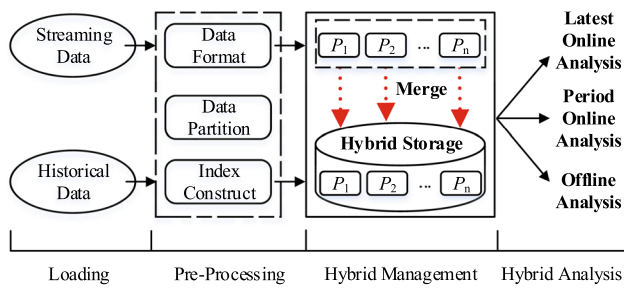 Streaming
Data
Data
Format
P1 P2 ... Pn
Latest
Online
Analysis
Merge
Data
Partition
Period
Online
Analysis
Hybrid Storage
Historical
Data
Index
Construct
P1 P2 ... Pn
Offline
Analysis
Loading
Pre-Processing
Hybrid Management
Hybrid Analysis